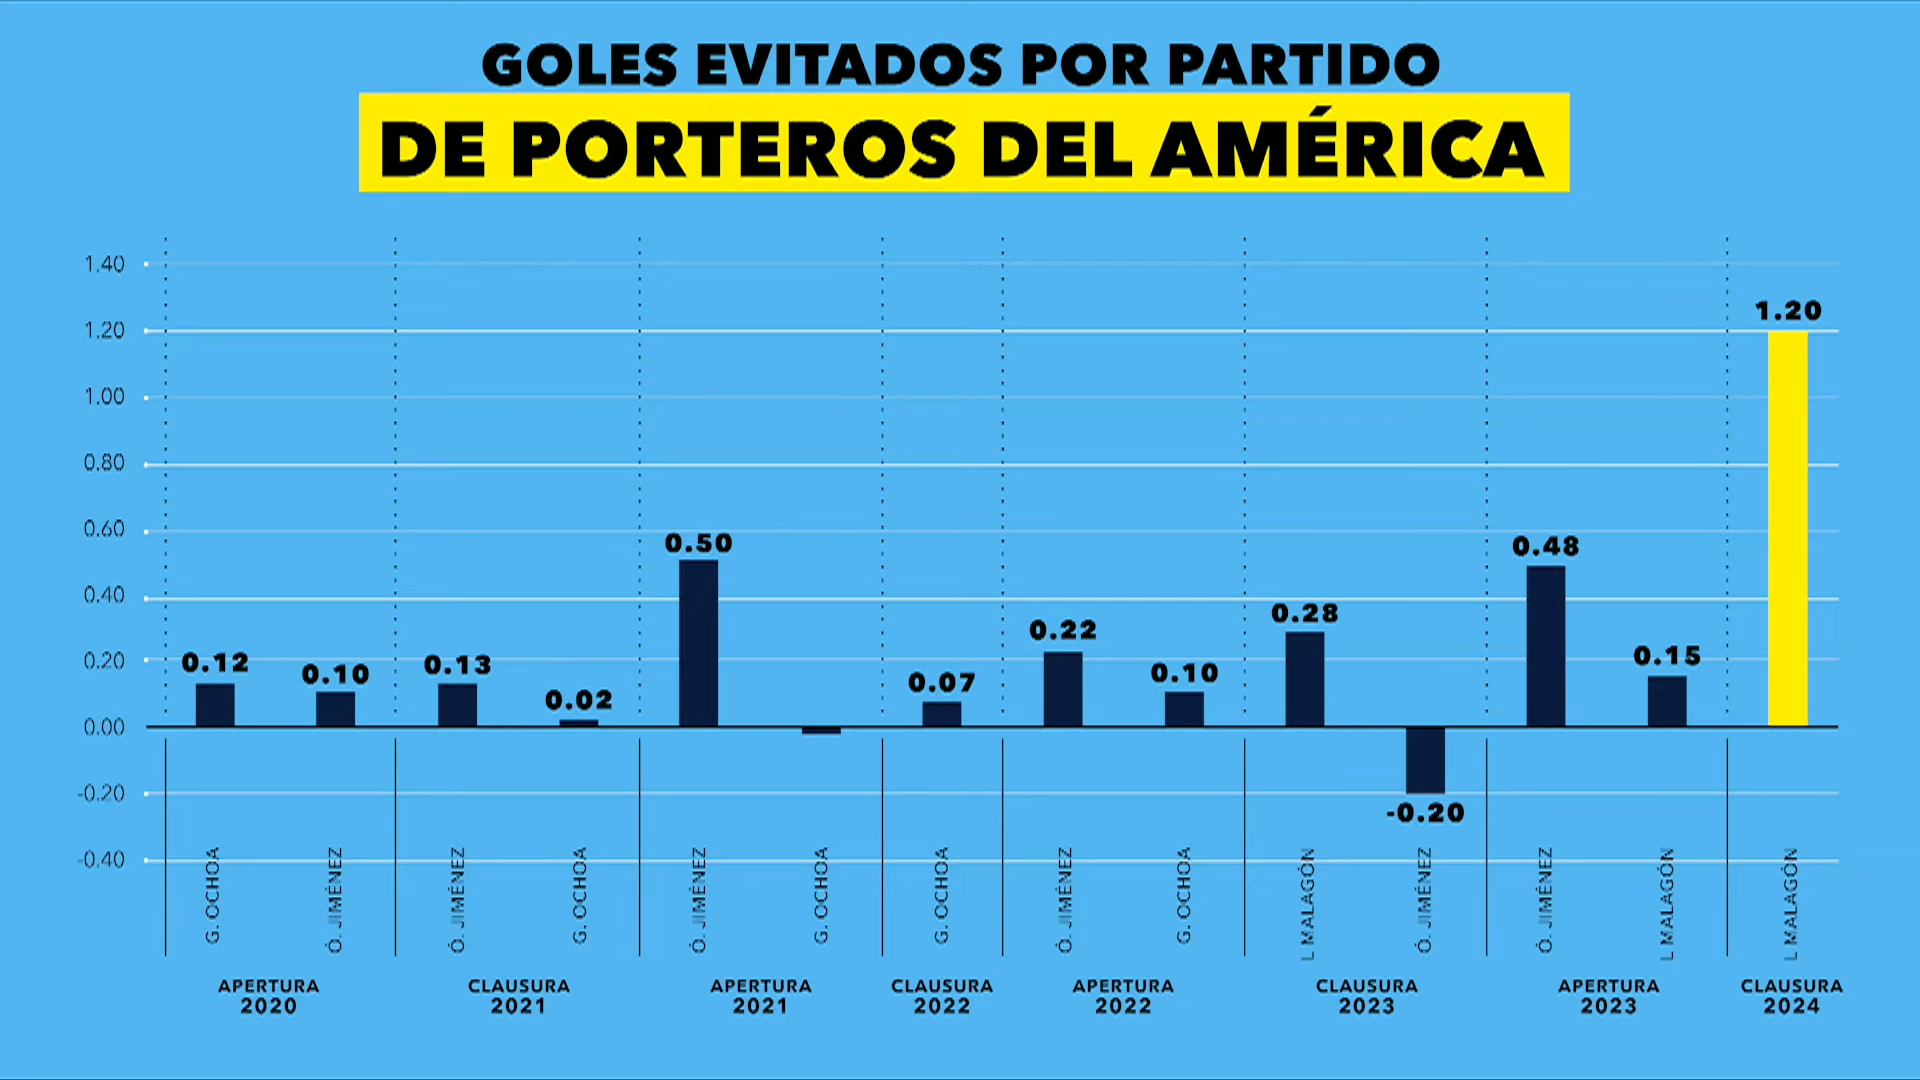 GOLES EVITADOS POR PARTIDO
DE PORTEROS DEL AMÉRICA
1.40
1.20
1.00
0.80
0.60
0.40
0.20
0.00
-0.20
-0.40
0.12
0.10
0.13
0.02
0.50
0.07
0.22
0.10
0.28
-0.20
0.48
0.15
1.20
G. OCHOA
Ó. JIMÉNEZ
Ó. JIMÉNEZ
G. OCHOA
Ó. JIMÉNEZ
G. OCHOA
G. OCHOA
Ó. JIMÉNEZ
G. OCHOA
L MALAGÓN
Ó. JIMÉNEZ
Ó. JIMÉNEZ
L MALAGÓN
L MALAGÓN
APERTURA
2020
CLAUSURA
2021
APERTURA
2021
CLAUSURA
2022
APERTURA
2022
CLAUSURA
2023
APERTURA
2023
CLAUSURA
2024